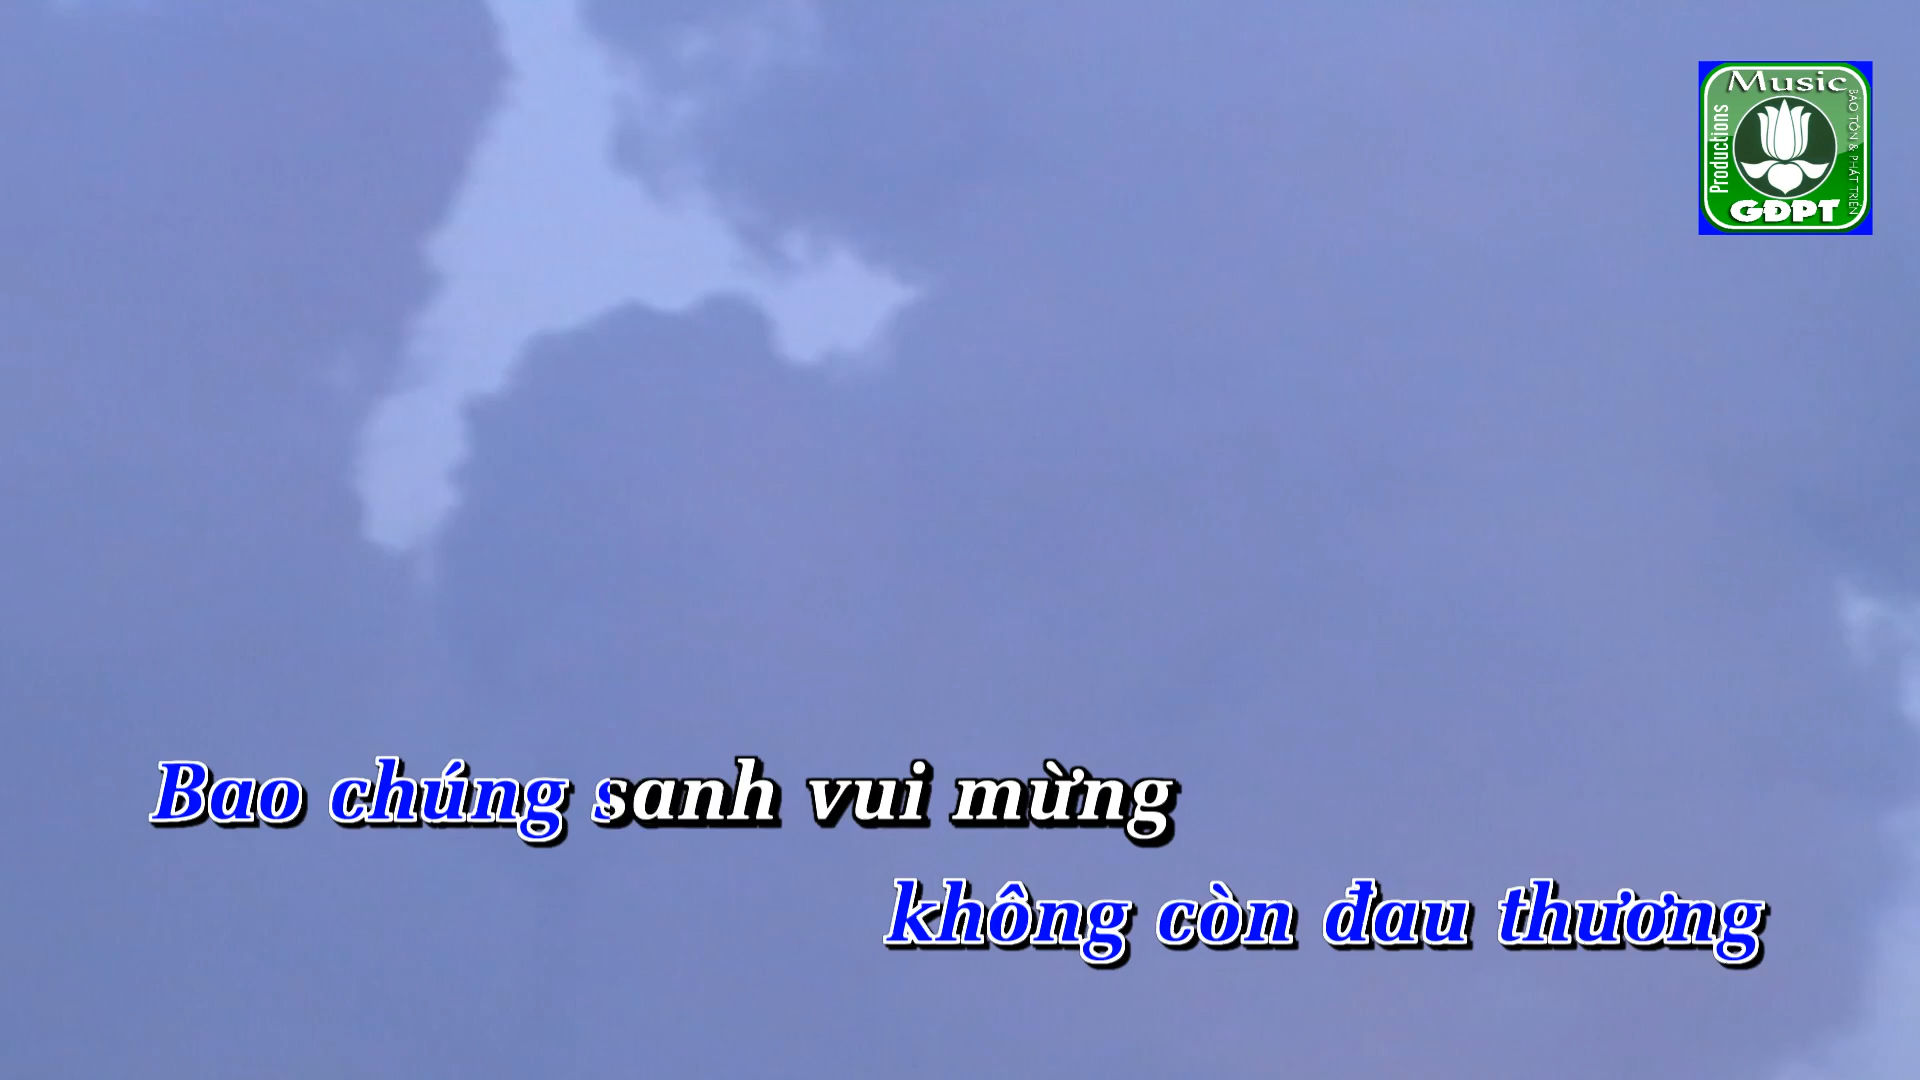 Music
Productions
BẢO TỒN & PHÁT TRIỂN
GĐPT
Bao chúng sanh vui mừng
không còn đau thương